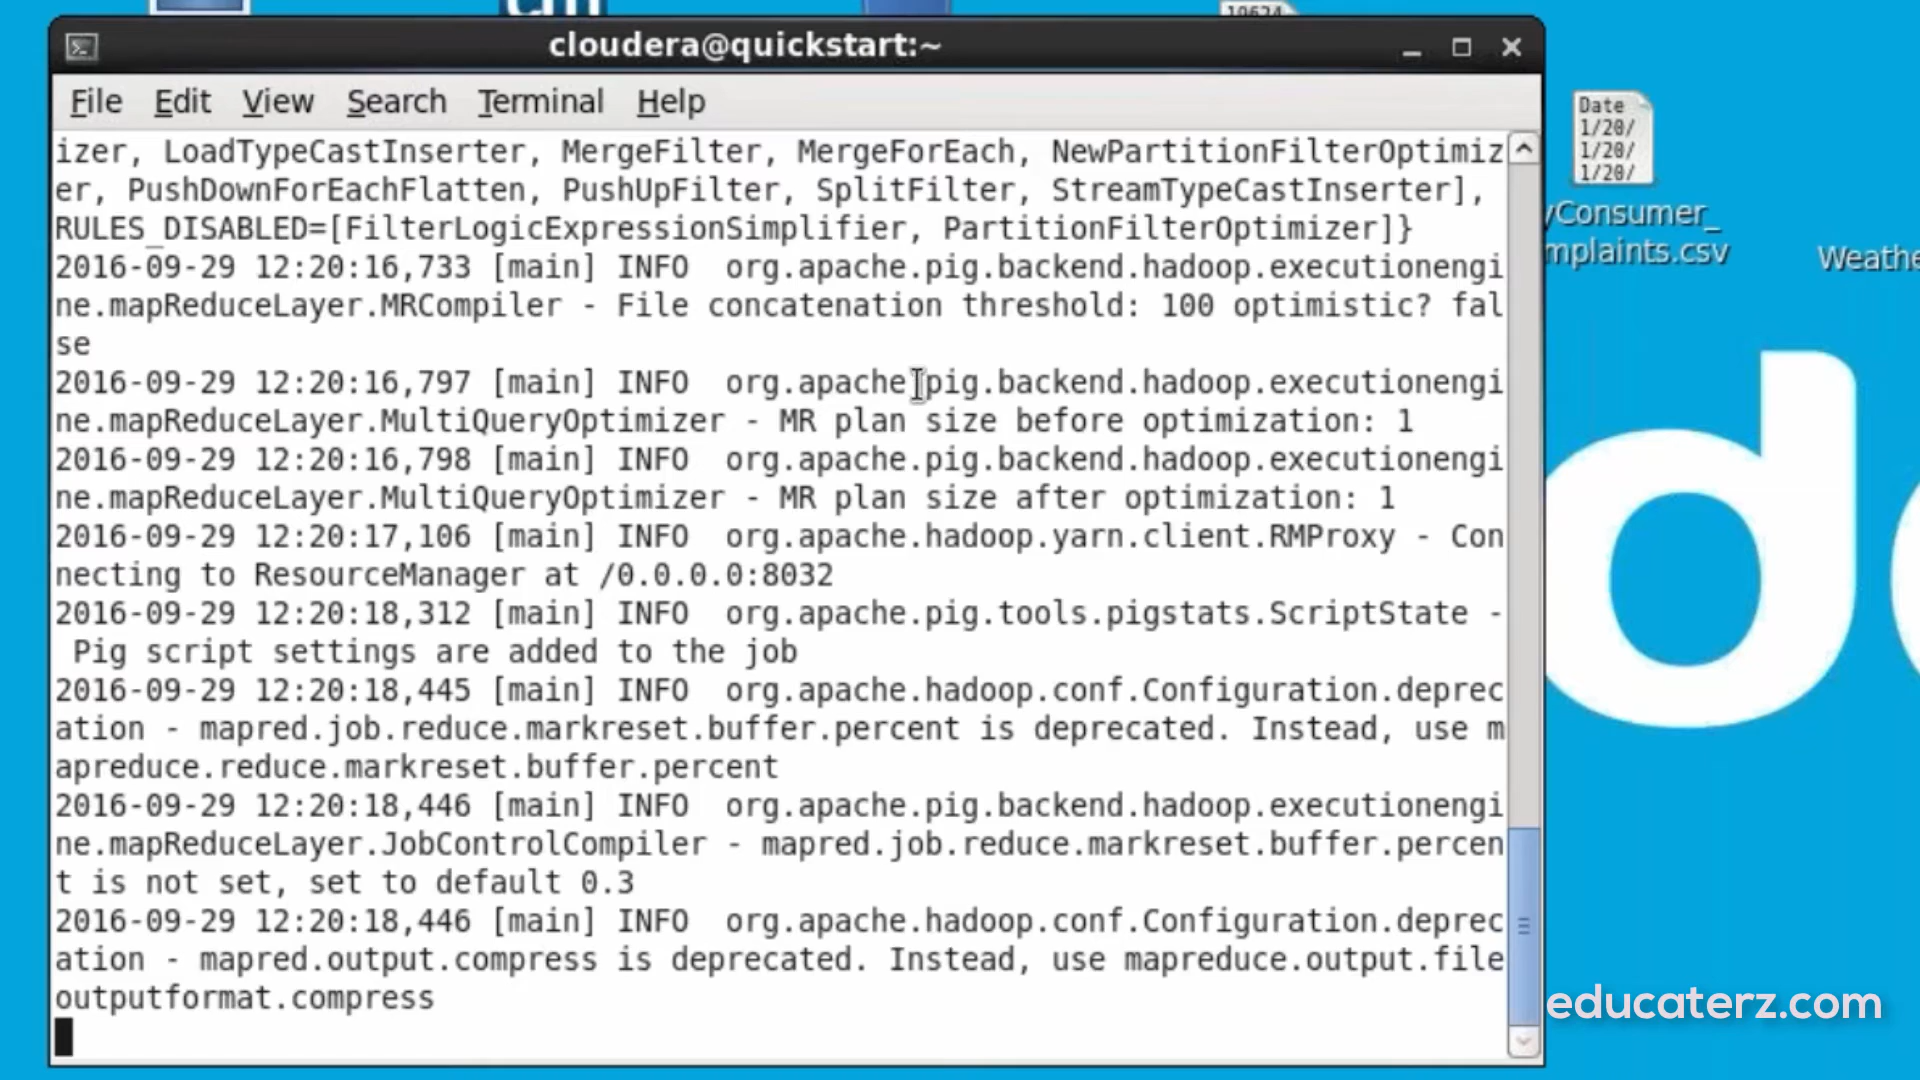 cloudera@quickstart:~
File Edit View Search Terminal Help
izer, LoadTypeCastInserter, MergeFilter, MergeForEach, NewPartitionFilterOptimiz
er, PushDownForEachFlatten, PushUpFilter, SplitFilter, StreamTypeCastInserter],
RULES_DISABLED=[FilterLogicExpressionSimplifier, PartitionFilterOptimizer]}
2016-09-29 12:20:16,733 [main] INFO  org.apache.pig.backend.hadoop.executionengi
ne.mapReduceLayer.MRCompiler - File concatenation threshold: 100 optimistic? fal
se
2016-09-29 12:20:16,797 [main] INFO  org.apache.pig.backend.hadoop.executionengi
ne.mapReduceLayer.MultiQueryOptimizer - MR plan size before optimization: 1
2016-09-29 12:20:16,798 [main] INFO  org.apache.pig.backend.hadoop.executionengi
ne.mapReduceLayer.MultiQueryOptimizer - MR plan size after optimization: 1
2016-09-29 12:20:17,106 [main] INFO  org.apache.hadoop.yarn.client.RMProxy - Con
necting to ResourceManager at /0.0.0.0:8032
2016-09-29 12:20:18,312 [main] INFO  org.apache.pig.tools.pigstats.ScriptState -
 Pig script settings are added to the job
2016-09-29 12:20:18,445 [main] INFO  org.apache.hadoop.conf.Configuration.deprec
ation - mapred.job.reduce.markreset.buffer.percent is deprecated. Instead, use m
apreduce.reduce.markreset.buffer.percent
2016-09-29 12:20:18,446 [main] INFO  org.apache.pig.backend.hadoop.executionengi
ne.mapReduceLayer.JobControlCompiler - mapred.job.reduce.markreset.buffer.percen
t is not set, set to default 0.3
2016-09-29 12:20:18,446 [main] INFO  org.apache.hadoop.conf.Configuration.deprec
ation - mapred.output.compress is deprecated. Instead, use mapreduce.output.file
outputformat.compress
Date
1/20/
1/20/
1/20/
yConsumer_
mplaints.csv
Weathe
educaterz.com